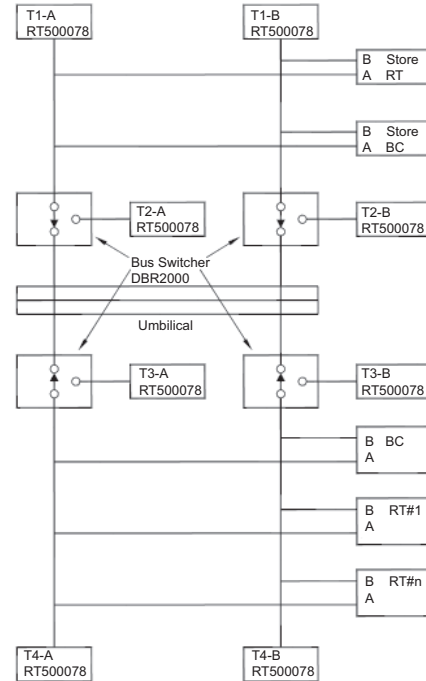 T1-A
RT500078
T1-B
RT500078
B Store
A RT
B Store
A BC
T2-A
RT500078
T2-B
RT500078
Bus Switcher
DBR2000
Umbilical
T3-A
RT500078
T3-B
RT500078
B BC
A
B RT#1
A
B RT#n
A
T4-A
RT500078
T4-B
RT500078